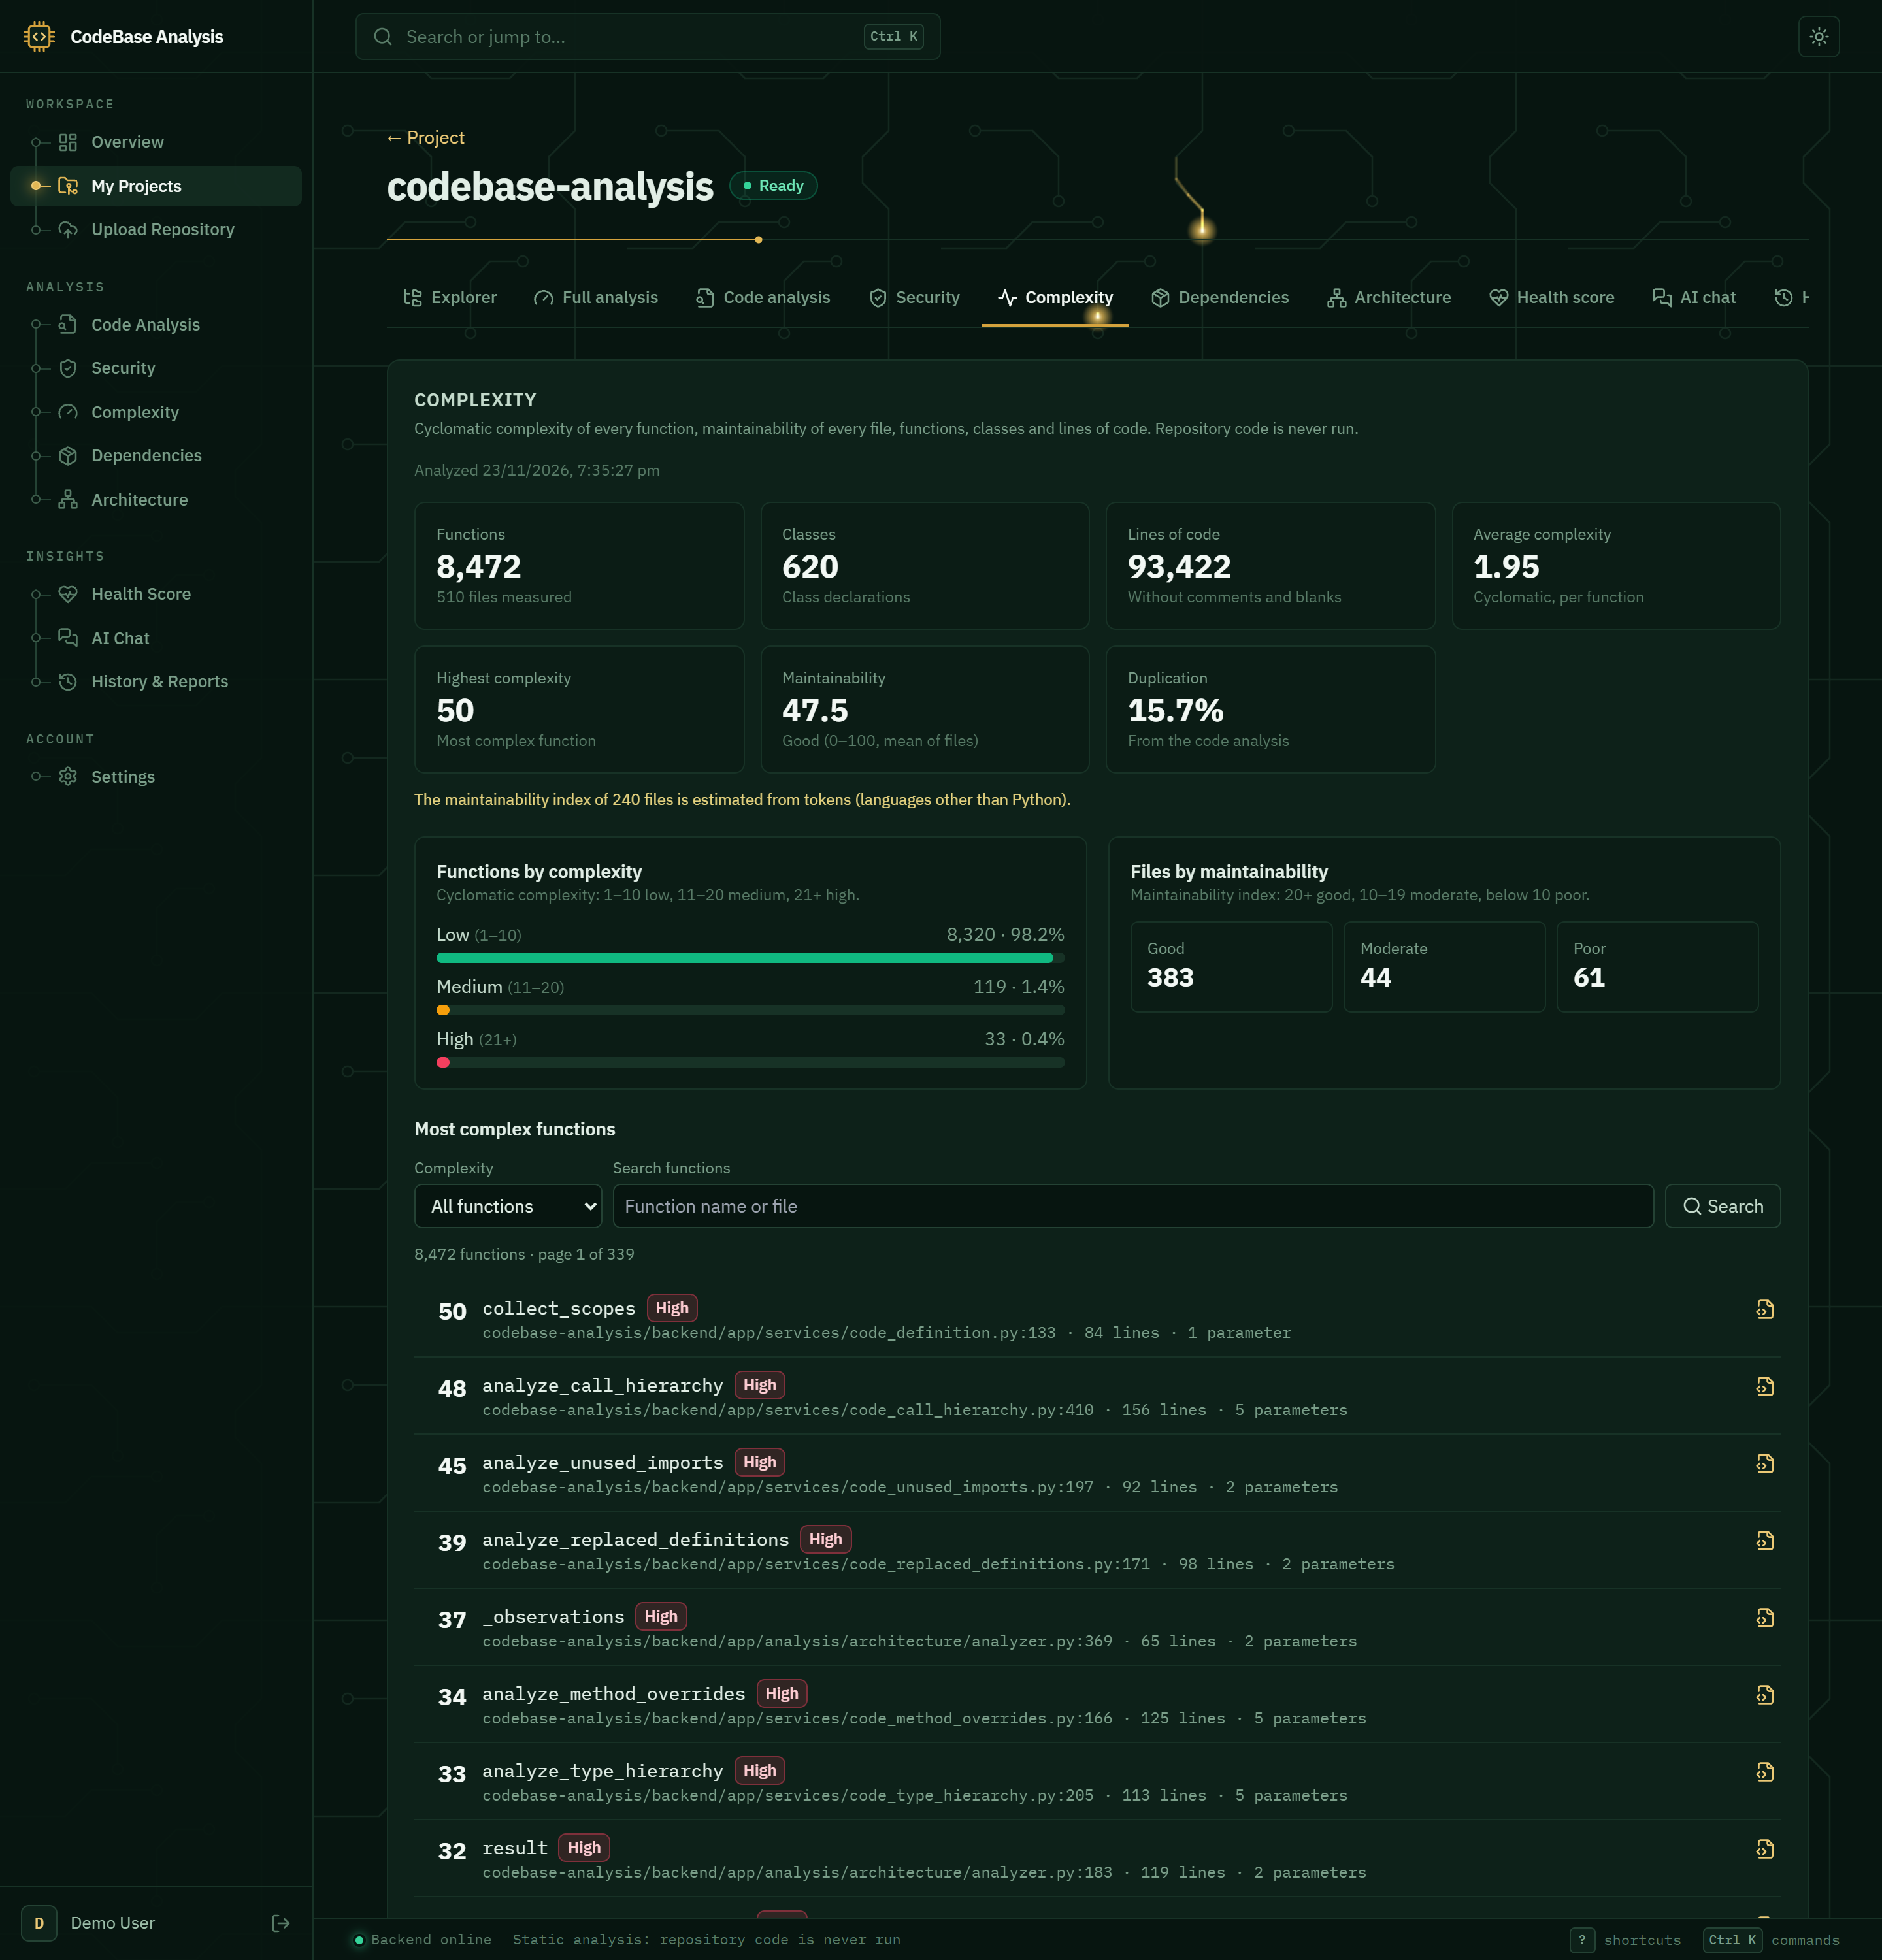 CodeBase Analysis
Search or jump to...
Ctrl K
WORKSPACE
Overview
My Projects
Upload Repository
ANALYSIS
Code Analysis
Security
Complexity
Dependencies
Architecture
INSIGHTS
Health Score
AI Chat
History & Reports
ACCOUNT
Settings
D
Demo User
← Project
codebase-analysis
Ready
Explorer
Full analysis
Code analysis
Security
Complexity
Dependencies
Architecture
Health score
AI chat
COMPLEXITY
Cyclomatic complexity of every function, maintainability of every file, functions, classes and lines of code. Repository code is never run.
Analyzed 23/11/2026, 7:35:27 pm
Functions
8,472
510 files measured
Classes
620
Class declarations
Lines of code
93,422
Without comments and blanks
Average complexity
1.95
Cyclomatic, per function
Highest complexity
50
Most complex function
Maintainability
47.5
Good (0–100, mean of files)
Duplication
15.7%
From the code analysis
The maintainability index of 240 files is estimated from tokens (languages other than Python).
Functions by complexity
Cyclomatic complexity: 1–10 low, 11–20 medium, 21+ high.
Low (1–10) 8,320 · 98.2%
Medium (11–20) 119 · 1.4%
High (21+) 33 · 0.4%
Files by maintainability
Maintainability index: 20+ good, 10–19 moderate, below 10 poor.
Good
383
Moderate
44
Poor
61
Most complex functions
Complexity
All functions
Search functions
Function name or file
Search
8,472 functions · page 1 of 339
50 collect_scopes High
codebase-analysis/backend/app/services/code_definition.py:133 · 84 lines · 1 parameter
48 analyze_call_hierarchy High
codebase-analysis/backend/app/services/code_call_hierarchy.py:410 · 156 lines · 5 parameters
45 analyze_unused_imports High
codebase-analysis/backend/app/services/code_unused_imports.py:197 · 92 lines · 2 parameters
39 analyze_replaced_definitions High
codebase-analysis/backend/app/services/code_replaced_definitions.py:171 · 98 lines · 2 parameters
37 _observations High
codebase-analysis/backend/app/analysis/architecture/analyzer.py:369 · 65 lines · 2 parameters
34 analyze_method_overrides High
codebase-analysis/backend/app/services/code_method_overrides.py:166 · 125 lines · 5 parameters
33 analyze_type_hierarchy High
codebase-analysis/backend/app/services/code_type_hierarchy.py:205 · 113 lines · 5 parameters
32 result High
codebase-analysis/backend/app/analysis/architecture/analyzer.py:183 · 119 lines · 2 parameters
Backend online
Static analysis: repository code is never run
? shortcuts
Ctrl K commands